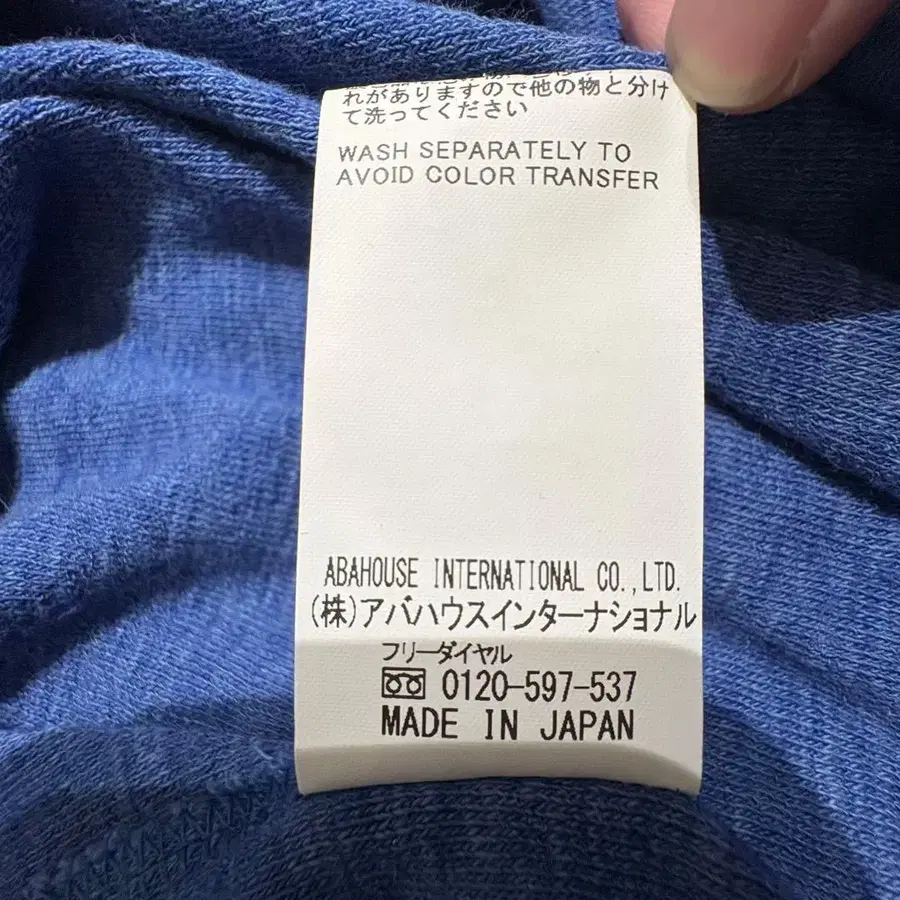 れがありますので他の物と分け
て洗ってください
WASH SEPARATELY TO
AVOID COLOR TRANSFER
ABAHOUSE INTERNATIONAL CO.,LTD.
(株)アバハウスインターナショナル
フリーダイヤル
0120-597-537
MADE IN JAPAN